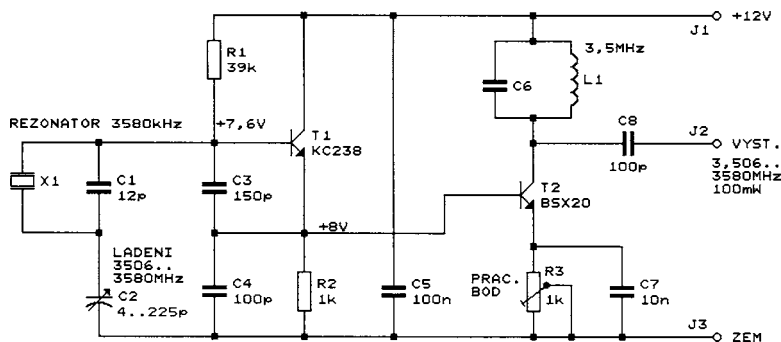 J1
+12V
R1
39k
3,5MHz
C6
L1
REZONATOR 3580kHz
+7,6V
T1
KC238
C8
100p
J2
VYST.
3,506..
3580MHz
100mW
X1
C1
12p
C3
150p
T2
BSX20
+8V
LADENI
3506..
3580MHz
C2
4..225p
C4
100p
R2
1k
C5
100n
PRAC.
BOD
R3
1k
C7
10n
J3
ZEM